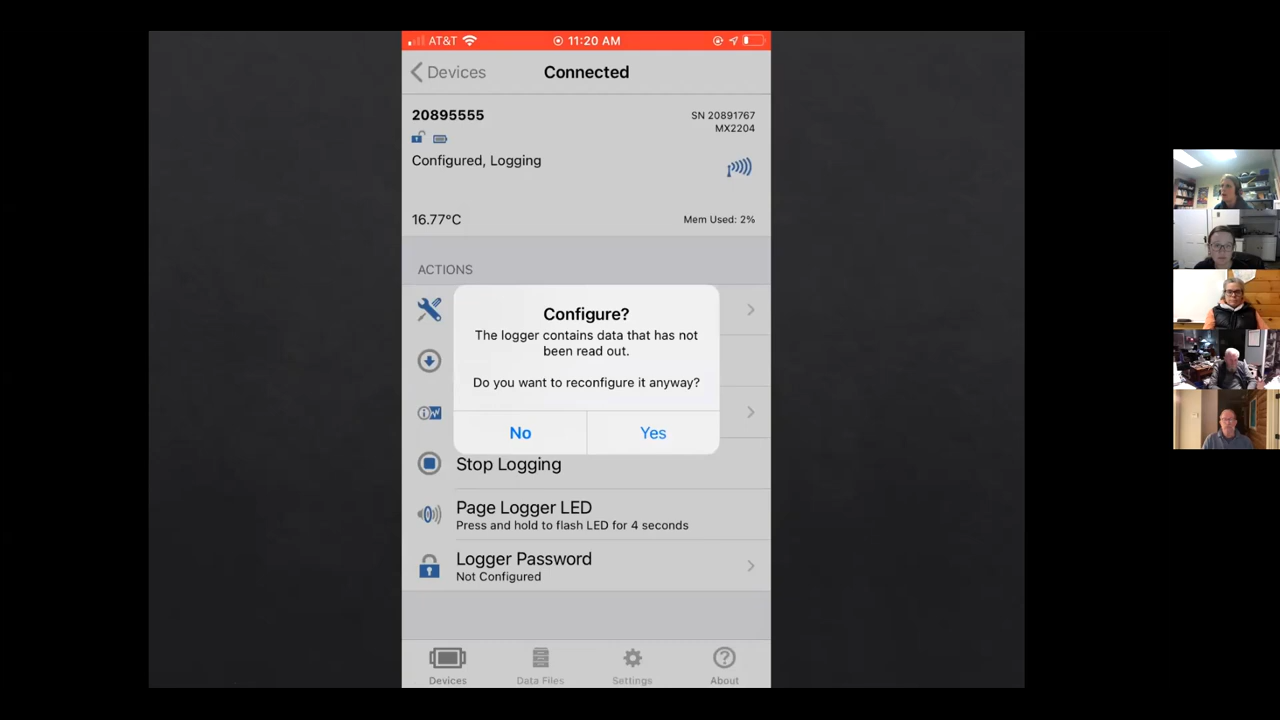 AT&T 11:20 AM
Devices Connected
20895555 SN 20891767
MX2204
Configured, Logging
16.77°C Mem Used: 2%
ACTIONS
Configure?
The logger contains data that has not
been read out.
Do you want to reconfigure it anyway?
No Yes
Stop Logging
Page Logger LED
Press and hold to flash LED for 4 seconds
Logger Password
Not Configured
Devices Data Files Settings About